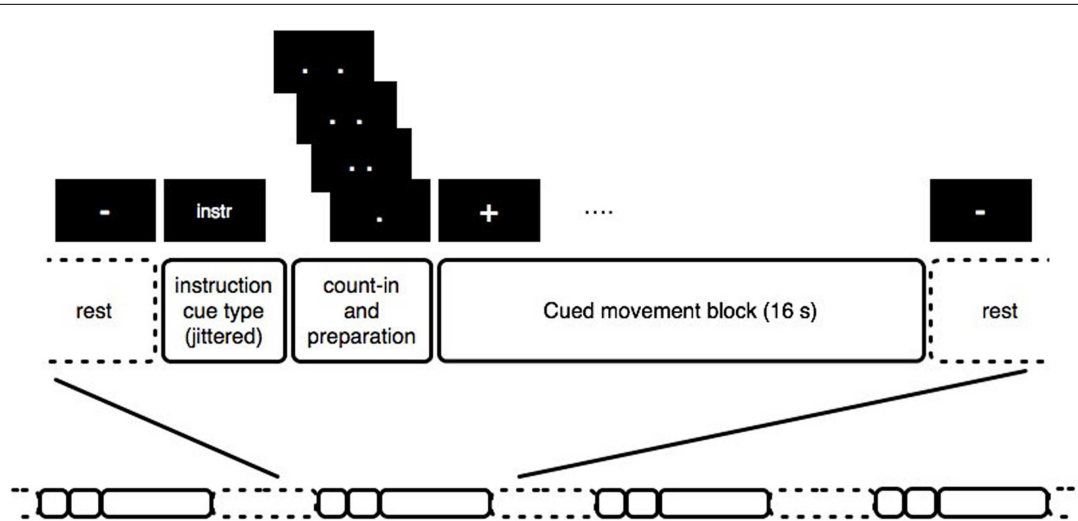 . .
. .
. .
.
-
instr
+
....
-
rest
instruction
cue type
(jittered)
count-in
and
preparation
Cued movement block (16 s)
rest